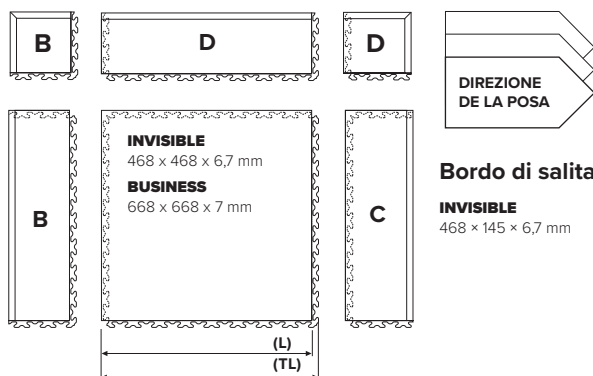 B
D
D
DIREZIONE
DE LA POSA
INVISIBLE
468 x 468 x 6,7 mm
BUSINESS
668 x 668 x 7 mm
B
C
Bordo di salita
INVISIBLE
468 × 145 × 6,7 mm
(L)
(TL)